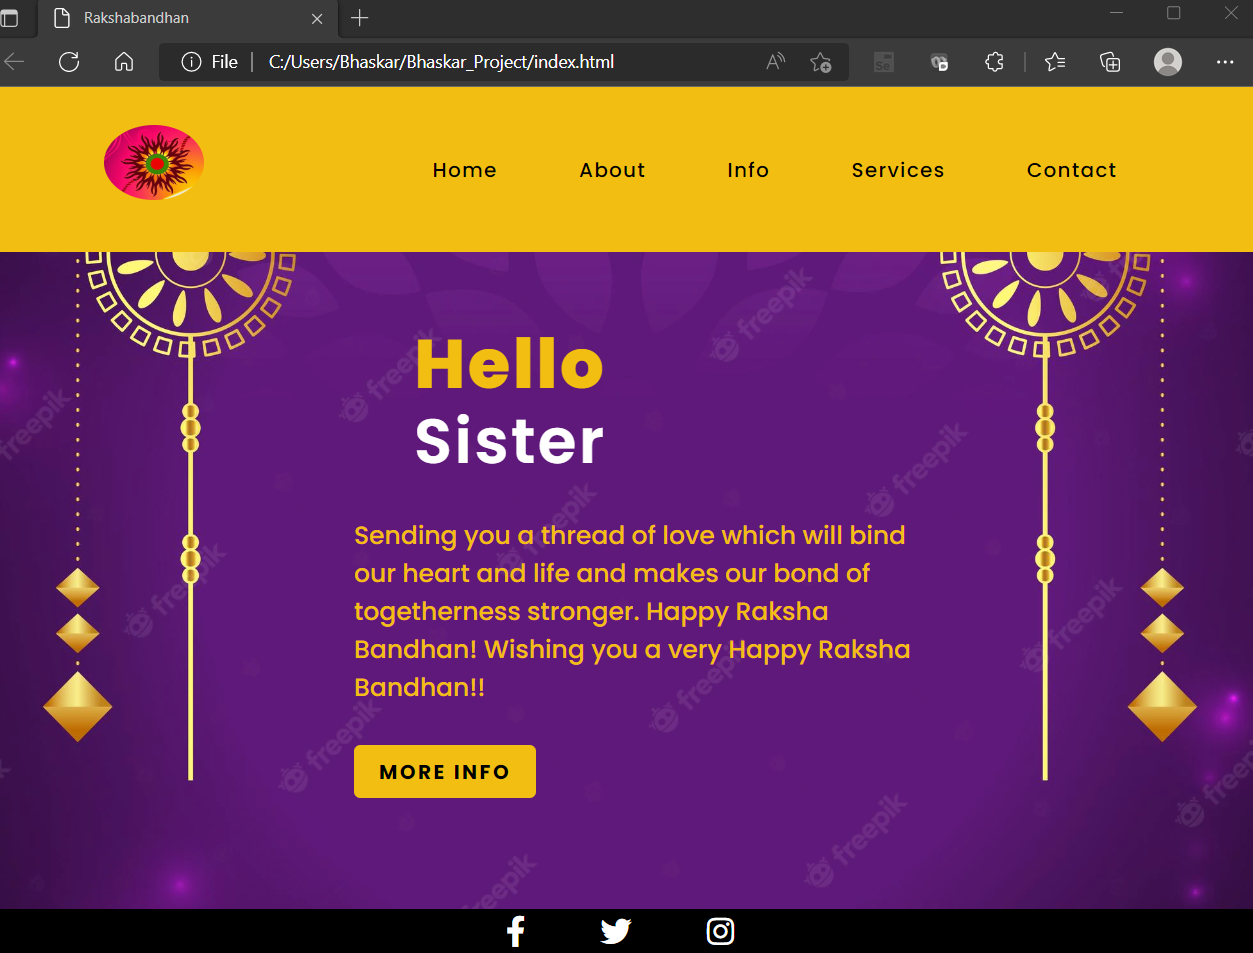 Rakshabandhan
File
C:/Users/Bhaskar/Bhaskar_Project/index.html
Se
Home About Info Services Contact
Hello
Sister
Sending you a thread of love which will bind
our heart and life and makes our bond of
togetherness stronger. Happy Raksha
Bandhan! Wishing you a very Happy Raksha
Bandhan!!
MORE INFO
freepik
freepik
freepik
freepik
freepik
freepik
freepik
freepik
freepik
freepik
freepik
freepik